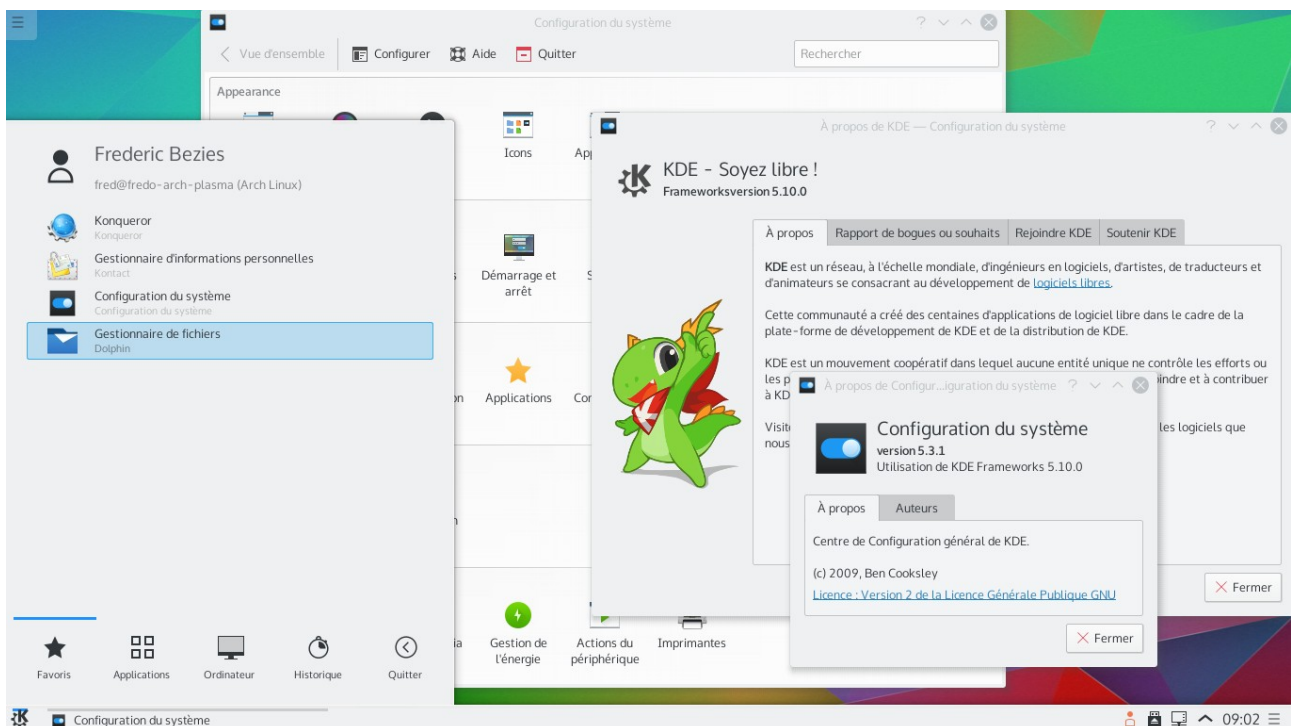 Configuration du système
Vue d'ensemble
Configurer
Aide
Quitter
Rechercher
Appearance
Icons
Démarrage et
arrêt
Applications
Gestion de
l'énergie
Actions du
périphérique
Imprimantes
Frederic Bezies
fred@fredo-arch-plasma (Arch Linux)
Konqueror
Konqueror
Gestionnaire d'informations personnelles
Kontact
Configuration du système
Configuration du système
Gestionnaire de fichiers
Dolphin
Favoris
Applications
Ordinateur
Historique
Quitter
À propos de KDE — Configuration du système
KDE - Soyez libre !
Frameworksversion 5.10.0
À propos
Rapport de bogues ou souhaits
Rejoindre KDE
Soutenir KDE
KDE est un réseau, à l'échelle mondiale, d'ingénieurs en logiciels, d'artistes, de traducteurs et
d'animateurs se consacrant au développement de logiciels libres.
Cette communauté a créé des centaines d'applications de logiciel libre dans le cadre de la
plate-forme de développement de KDE et de la distribution de KDE.
KDE est un mouvement coopératif dans lequel aucune entité unique ne contrôle les efforts ou
les
et à contribuer
à
les logiciels que
nous
Fermer
À propos de Configur...iguration du système
Configuration du système
version 5.3.1
Utilisation de KDE Frameworks 5.10.0
À propos
Auteurs
Centre de Configuration général de KDE.
(c) 2009, Ben Cooksley
Licence : Version 2 de la Licence Générale Publique GNU
Fermer
Configuration du système
09:02